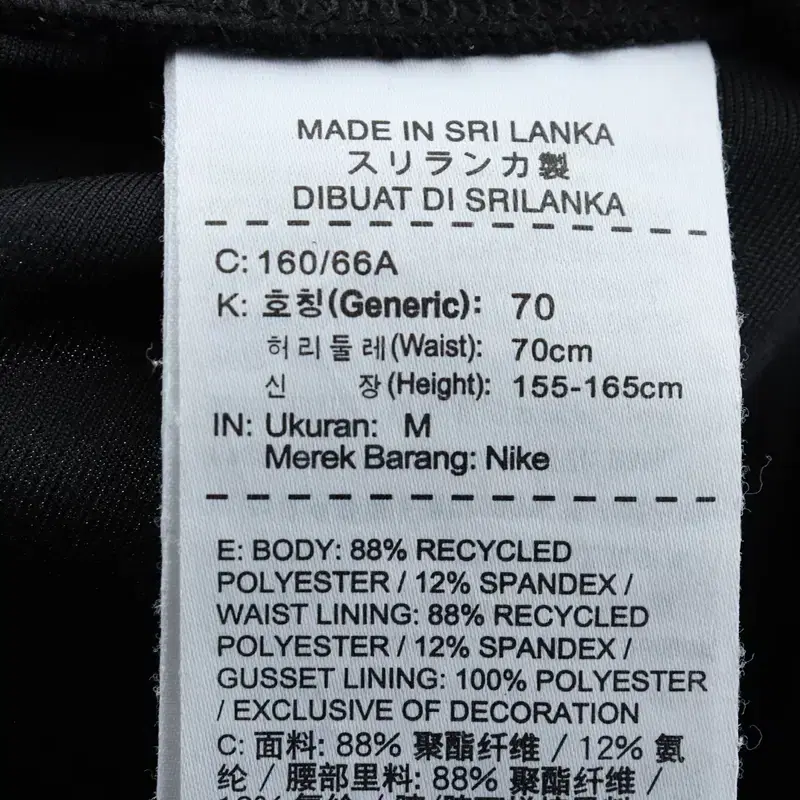 MADE IN SRI LANKA
スリランカ製
DIBUAT DI SRILANKA
C: 160/66A
K: 호칭(Generic): 70
허리둘레(Waist): 70cm
신 장(Height): 155-165cm
IN: Ukuran: M
Merek Barang: Nike
E: BODY: 88% RECYCLED
POLYESTER / 12% SPANDEX /
WAIST LINING: 88% RECYCLED
POLYESTER / 12% SPANDEX /
GUSSET LINING: 100% POLYESTER
/ EXCLUSIVE OF DECORATION
C: 面料: 88% 聚酯纤维 / 12% 氨
纶 / 腰部里料: 88% 聚酯纤维 /